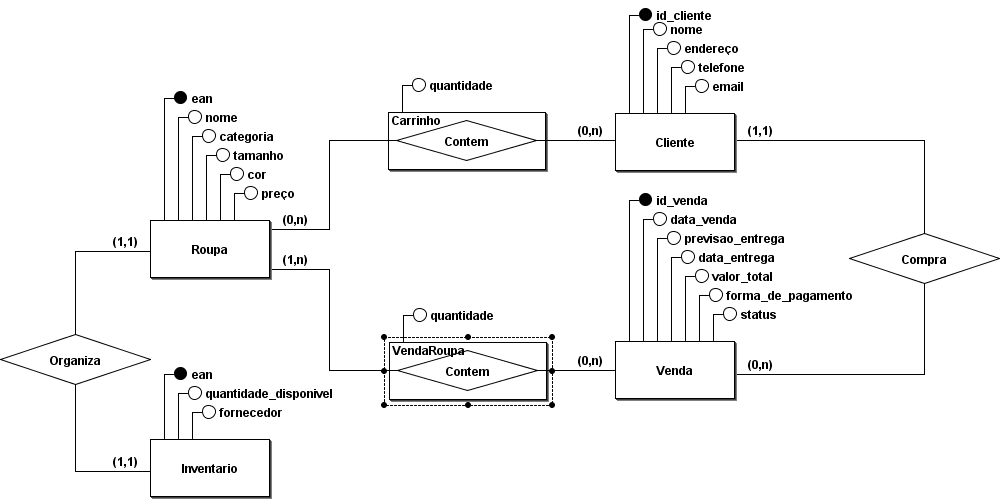 id_cliente
nome
endereço
telefone
email
quantidade
ean
nome
categoria
tamanho
cor
preço
Carrinho
Contem
(0,n)
Cliente
(1,1)
id_venda
data_venda
previsao_entrega
data_entrega
valor_total
forma_de_pagamento
status
(0,n)
(1,1)
Roupa
(1,n)
Compra
quantidade
VendaRoupa
Contem
(0,n)
Venda
(0,n)
Organiza
ean
quantidade_disponivel
fornecedor
(1,1)
Inventario